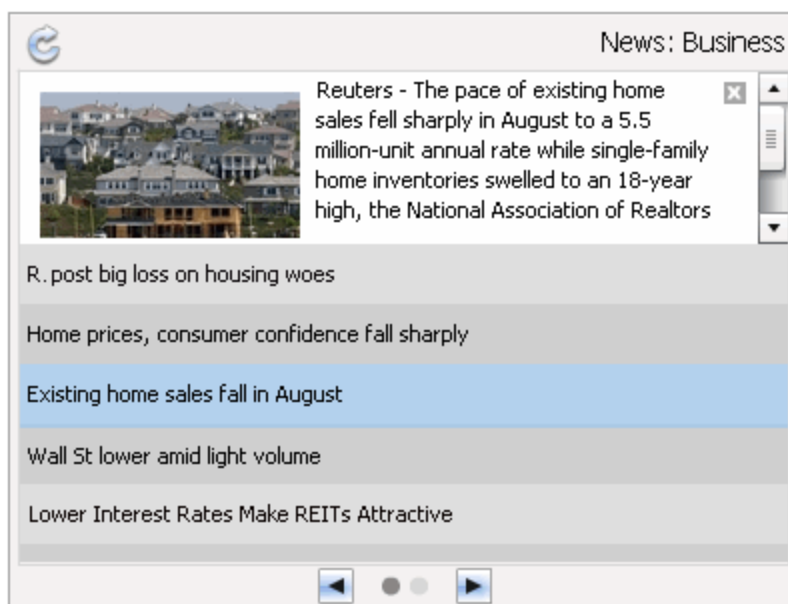 News: Business
Reuters - The pace of existing home
sales fell sharply in August to a 5.5
million-unit annual rate while single-family
home inventories swelled to an 18-year
high, the National Association of Realtors
R. post big loss on housing woes
Home prices, consumer confidence fall sharply
Existing home sales fall in August
Wall St lower amid light volume
Lower Interest Rates Make REITs Attractive